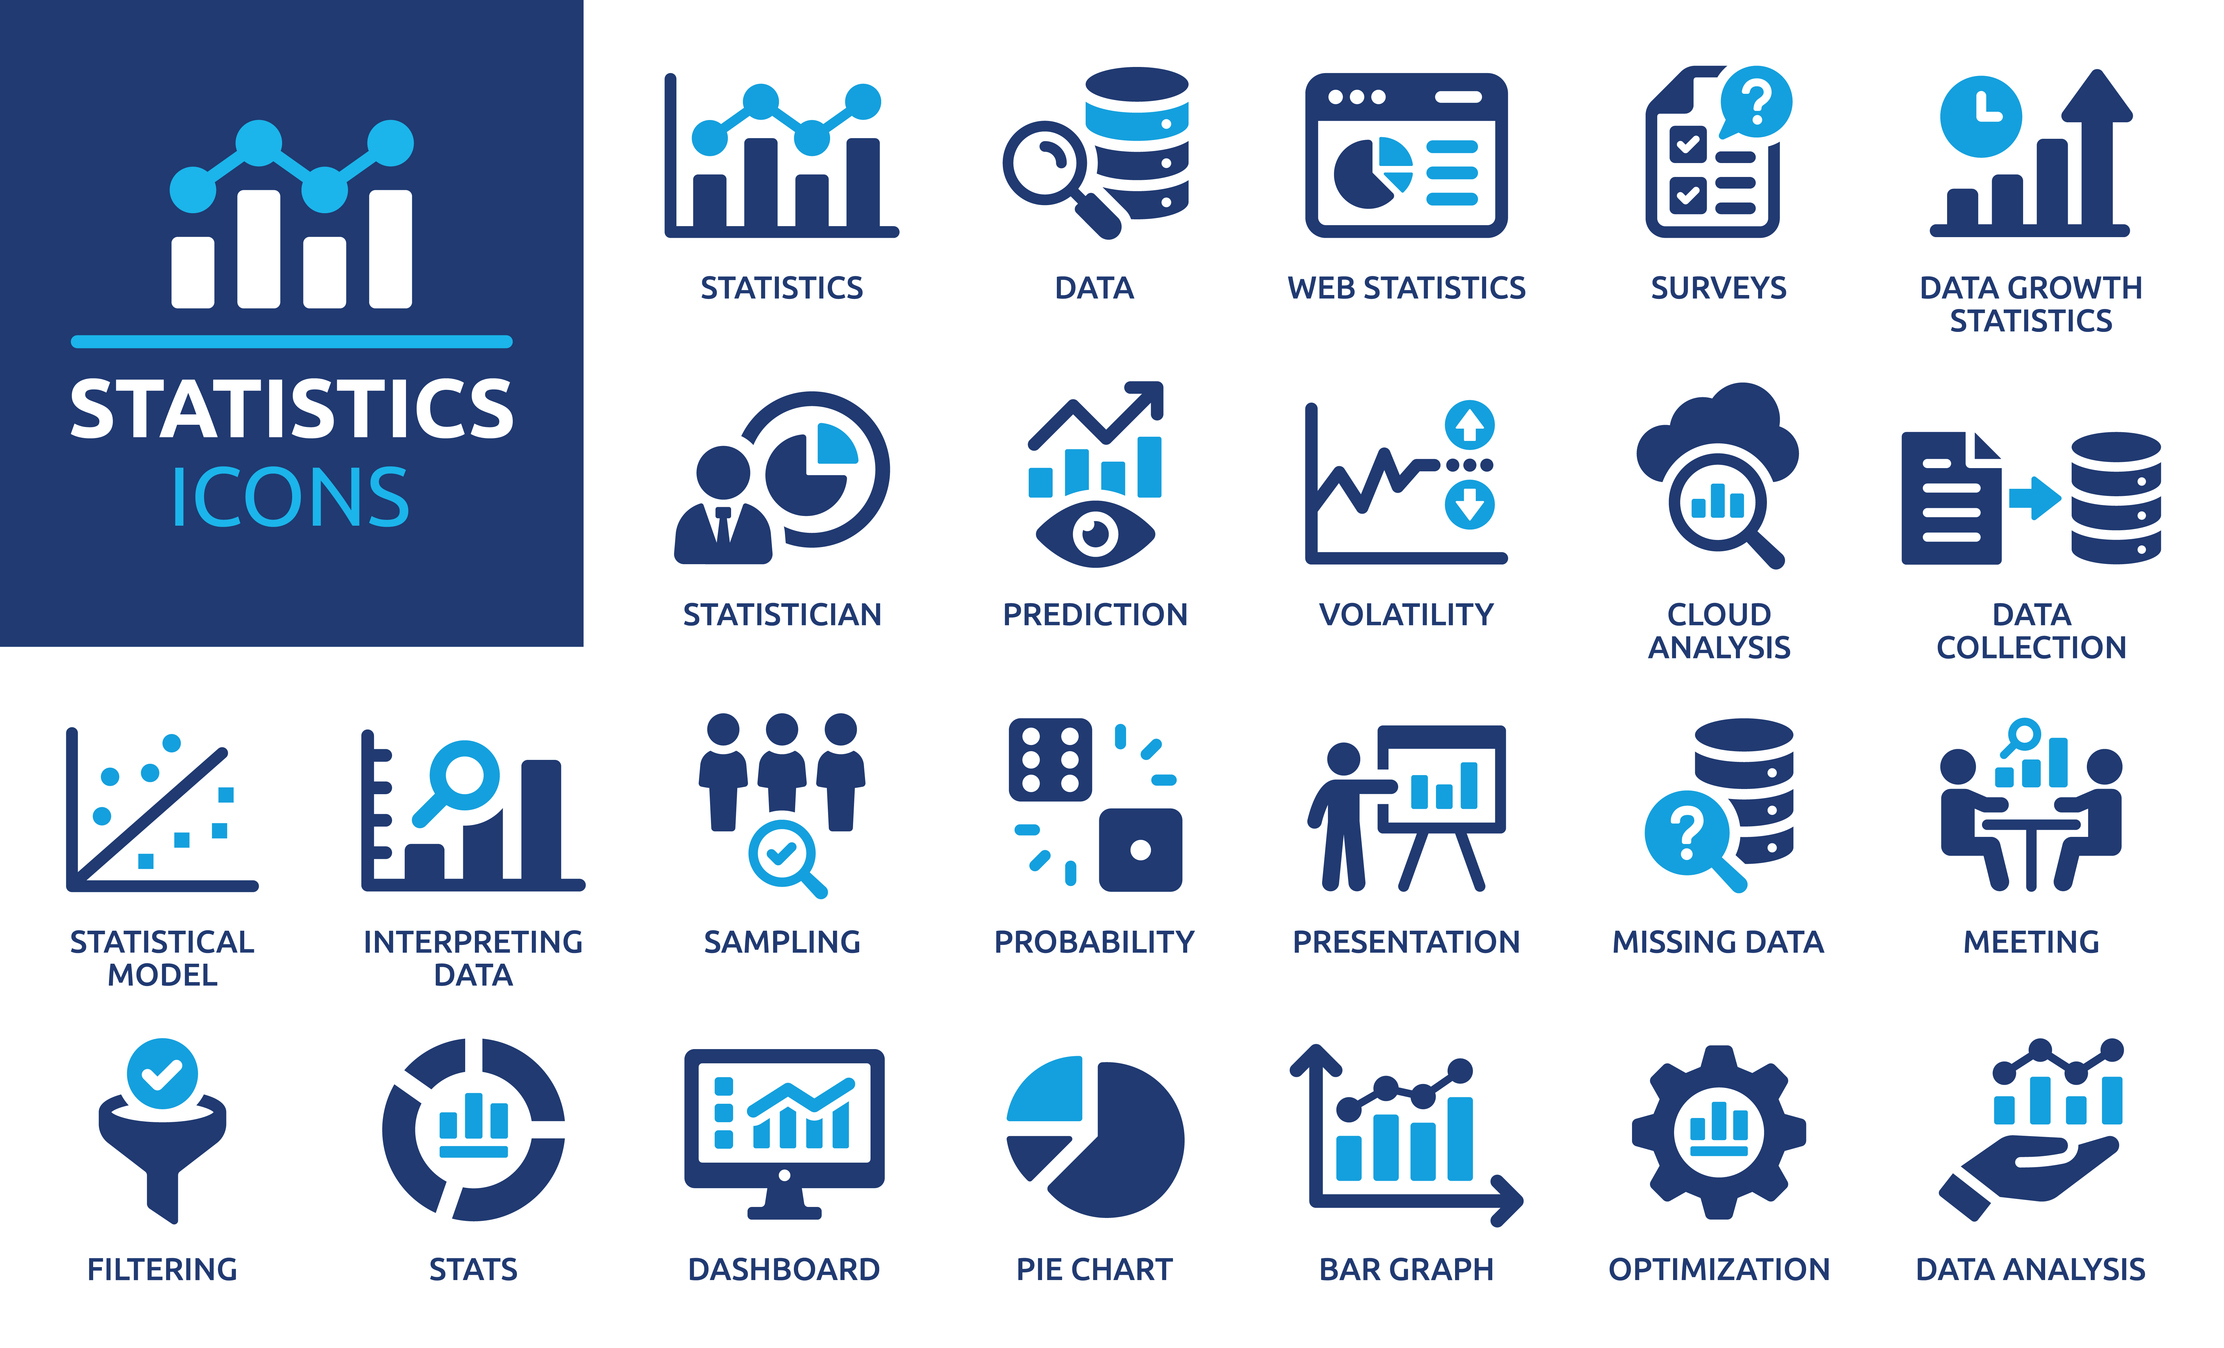 STATISTICS
ICONS
STATISTICS
DATA
WEB STATISTICS
SURVEYS
DATA GROWTH
STATISTICS
STATISTICIAN
PREDICTION
VOLATILITY
CLOUD
ANALYSIS
DATA
COLLECTION
STATISTICAL
MODEL
INTERPRETING
DATA
SAMPLING
PROBABILITY
PRESENTATION
MISSING DATA
MEETING
FILTERING
STATS
DASHBOARD
PIE CHART
BAR GRAPH
OPTIMIZATION
DATA ANALYSIS